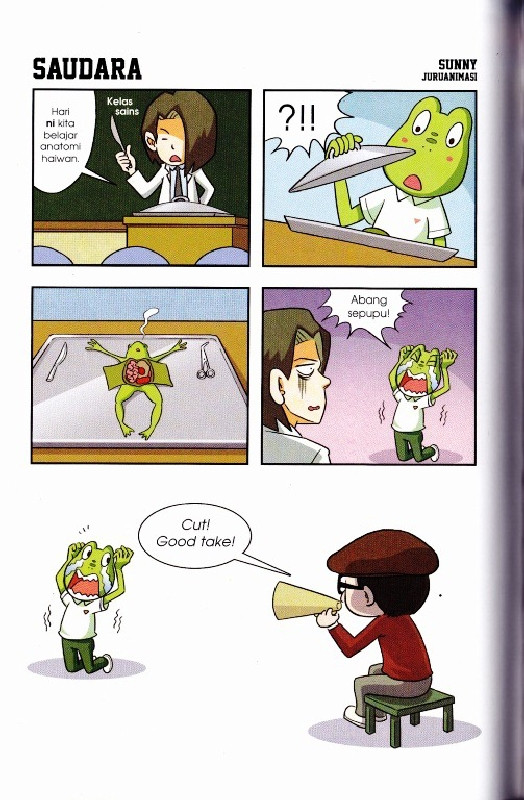 SAUDARA
SUNNY
JURUANIMASI
Hari
ni kita
belajar
anatomi
haiwan.
Kelas
sains
?!!
Abang
sepupu!
Cut!
Good take!